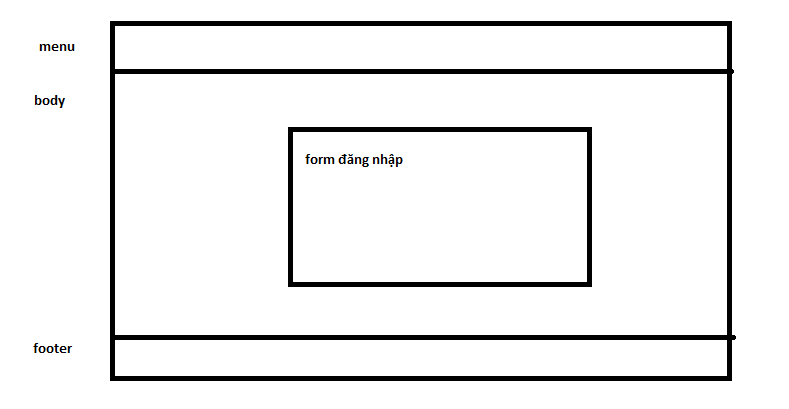 menu
body
form đăng nhập
footer